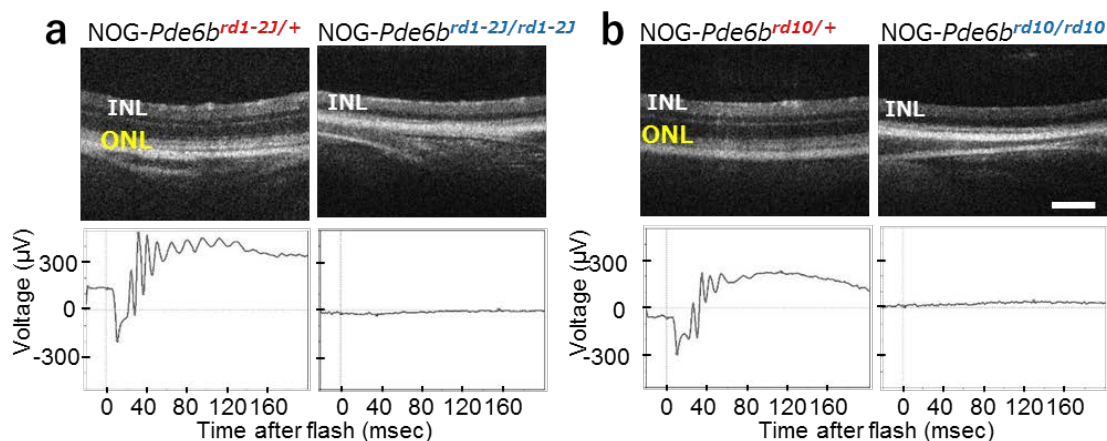 a
NOG-Pde6brd1-2J/+
NOG-Pde6brd1-2J/rd1-2J
b
NOG-Pde6brd10/+
NOG-Pde6brd10/rd10
INL
ONL
INL
INL
ONL
INL
Voltage (µV)
300
0
-300
0 40 80 120 160
0 40 80 120 160
Time after flash (msec)
Voltage (µV)
300
0
-300
0 40 80 120 160
0 40 80 120 160
Time after flash (msec)